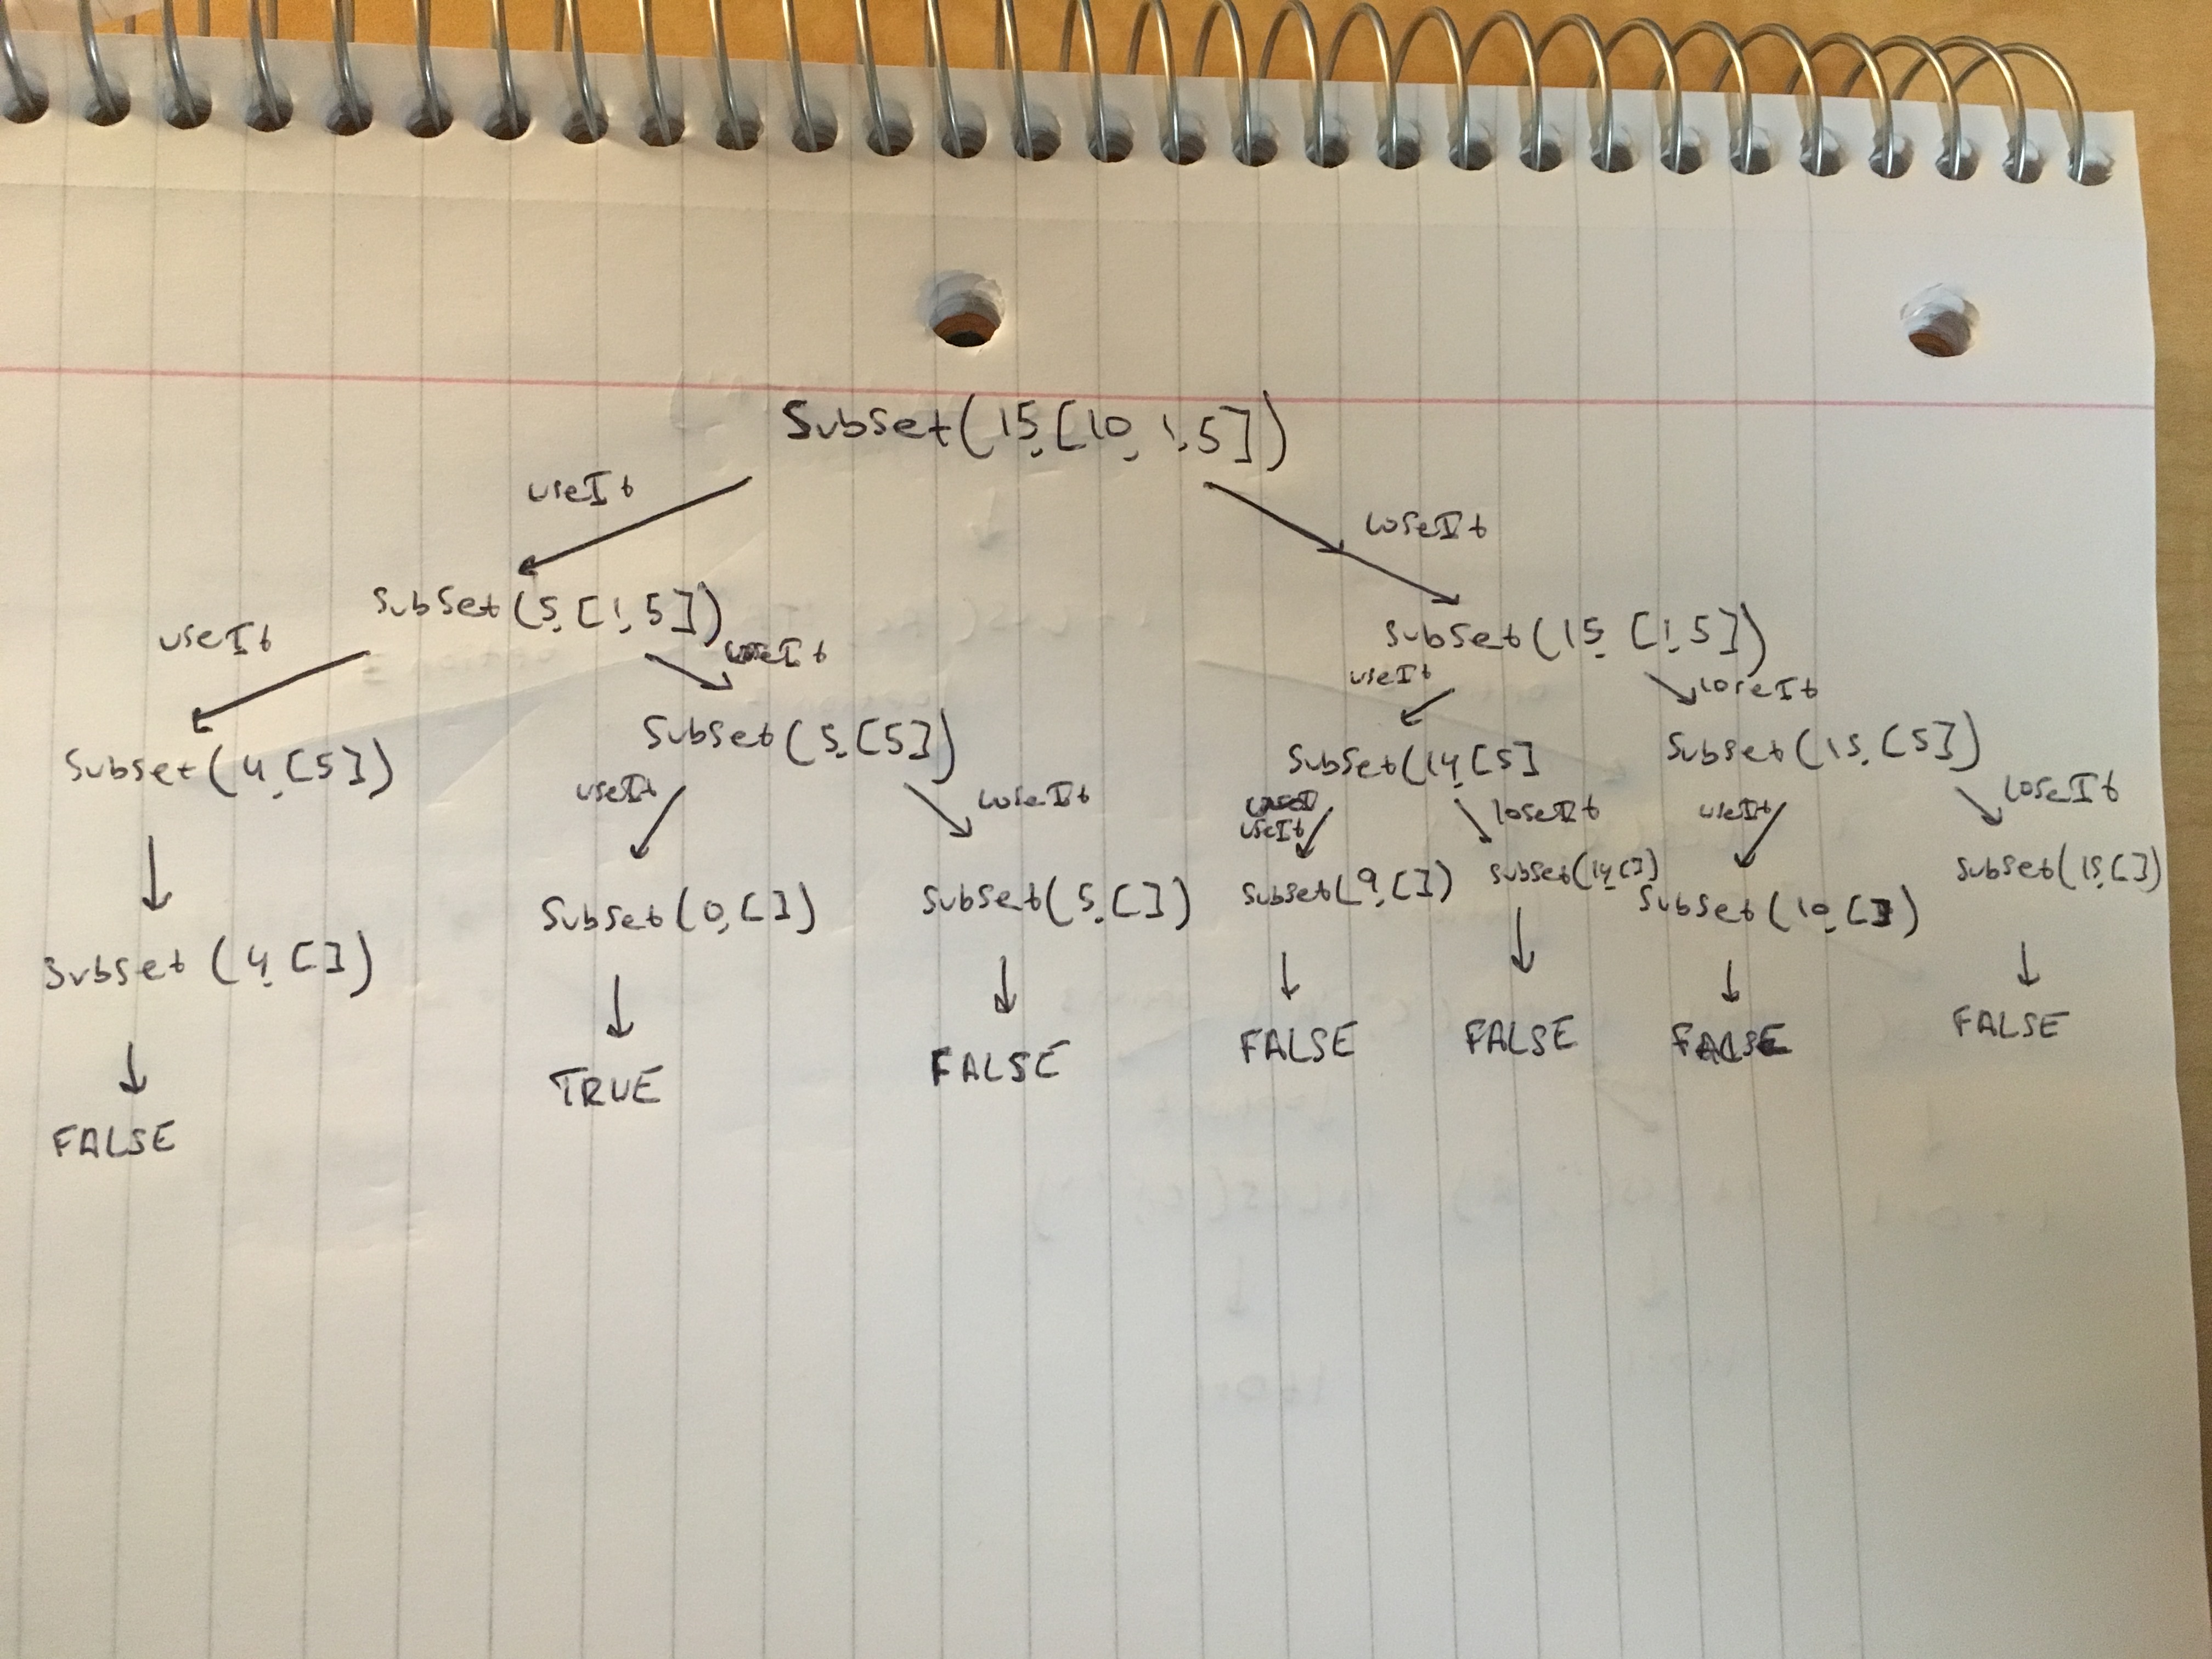 SubSet(15,[10,1,5])
useIt
loseIt
SubSet(5,[1,5])
SubSet(15,[1,5])
useIt
loseIt
useIt
loseIt
SubSet(4,[5])
SubSet(5,[5])
SubSet(14,[5]
SubSet(15,[5])
useIt
loseIt
useIt
loseIt
useIt
loseIt
SubSet(4,[])
SubSet(0,[])
SubSet(5,[])
SubSet(9,[])
SubSet(14,[])
SubSet(10,[])
SubSet(15,[])
FALSE
TRUE
FALSE
FALSE
FALSE
FALSE
FALSE